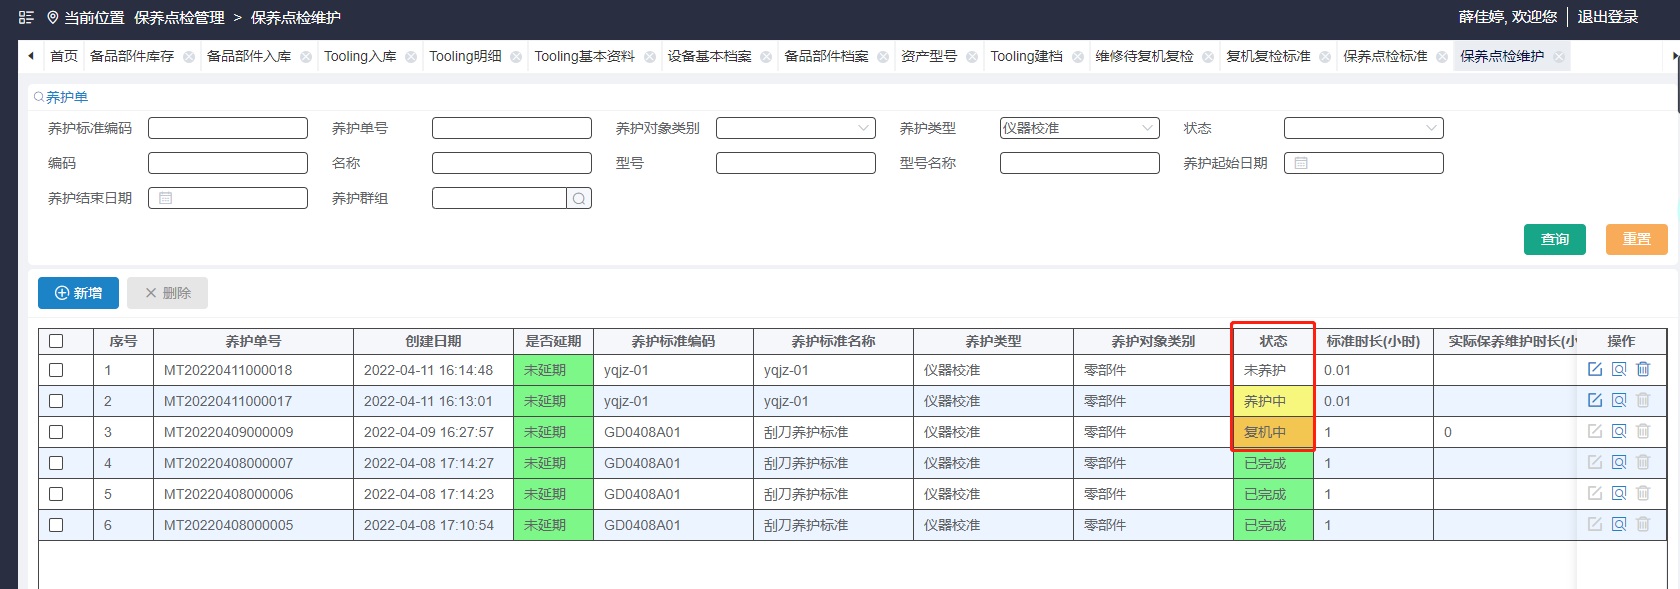 当前位置 保养点检管理 > 保养点检维护 薛佳婷, 欢迎您 退出登录
首页 备品部件库存 备品部件入库 Tooling入库 Tooling明细 Tooling基本资料 设备基本档案 备品部件档案 资产型号 Tooling建档 维修待复机复检 复机复检标准 保养点检标准 保养点检维护
养护单
养护标准编码 养护单号 养护对象类别 养护类型 仪器校准 状态
编码 名称 型号 型号名称 养护起始日期
养护结束日期 养护群组
查询 重置
新增 删除
序号 养护单号 创建日期 是否延期 养护标准编码 养护标准名称 养护类型 养护对象类别 状态 标准时长(小时) 实际保养维护时长(小 操作
1 MT20220411000018 2022-04-11 16:14:48 未延期 yqjz-01 yqjz-01 仪器校准 零部件 未养护 0.01
2 MT20220411000017 2022-04-11 16:13:01 未延期 yqjz-01 yqjz-01 仪器校准 零部件 养护中 0.01
3 MT20220409000009 2022-04-09 16:27:57 未延期 GD0408A01 刮刀养护标准 仪器校准 零部件 复机中 1 0
4 MT20220408000007 2022-04-08 17:14:27 未延期 GD0408A01 刮刀养护标准 仪器校准 零部件 已完成 1
5 MT20220408000006 2022-04-08 17:14:23 未延期 GD0408A01 刮刀养护标准 仪器校准 零部件 已完成 1
6 MT20220408000005 2022-04-08 17:10:54 未延期 GD0408A01 刮刀养护标准 仪器校准 零部件 已完成 1